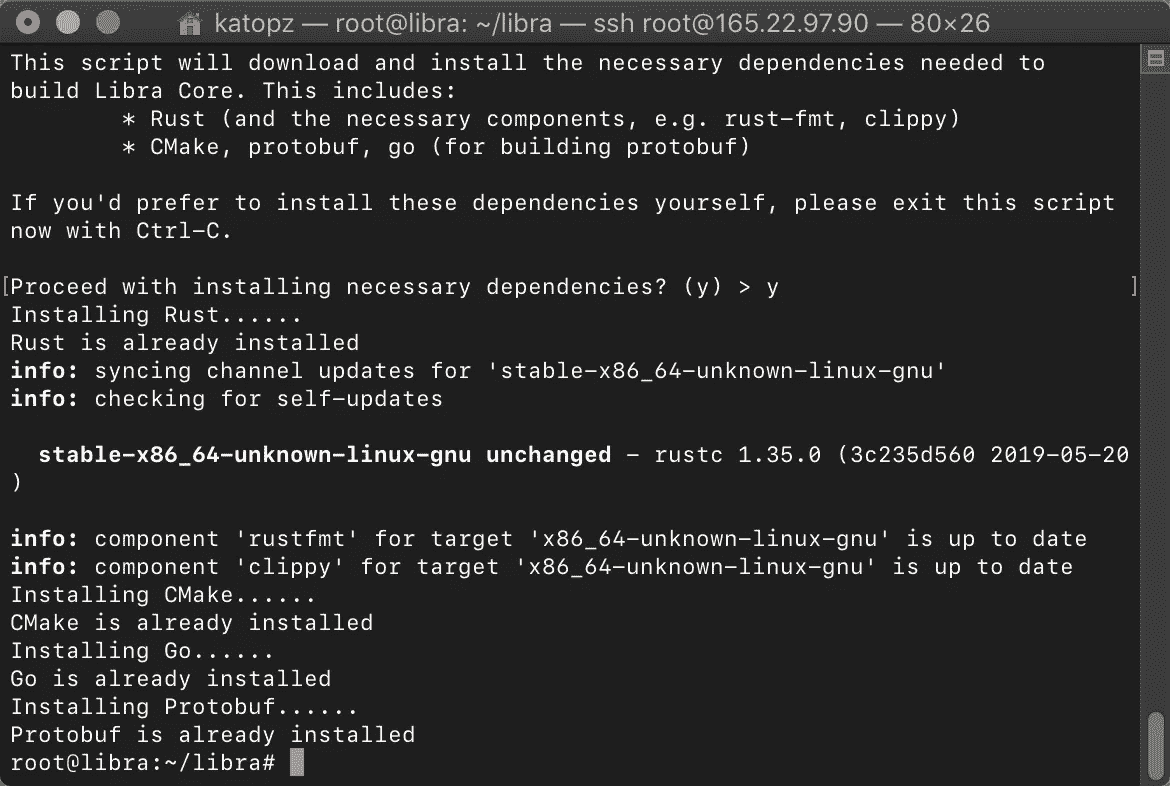 katopz — root@libra: ~/libra — ssh root@165.22.97.90 — 80×26
This script will download and install the necessary dependencies needed to
build Libra Core. This includes:
* Rust (and the necessary components, e.g. rust-fmt, clippy)
* CMake, protobuf, go (for building protobuf)
If you'd prefer to install these dependencies yourself, please exit this script
now with Ctrl-C.
[Proceed with installing necessary dependencies? (y) > y ]
Installing Rust......
Rust is already installed
info: syncing channel updates for 'stable-x86_64-unknown-linux-gnu'
info: checking for self-updates
stable-x86_64-unknown-linux-gnu unchanged - rustc 1.35.0 (3c235d560 2019-05-20
)
info: component 'rustfmt' for target 'x86_64-unknown-linux-gnu' is up to date
info: component 'clippy' for target 'x86_64-unknown-linux-gnu' is up to date
Installing CMake......
CMake is already installed
Installing Go......
Go is already installed
Installing Protobuf......
Protobuf is already installed
root@libra:~/libra#